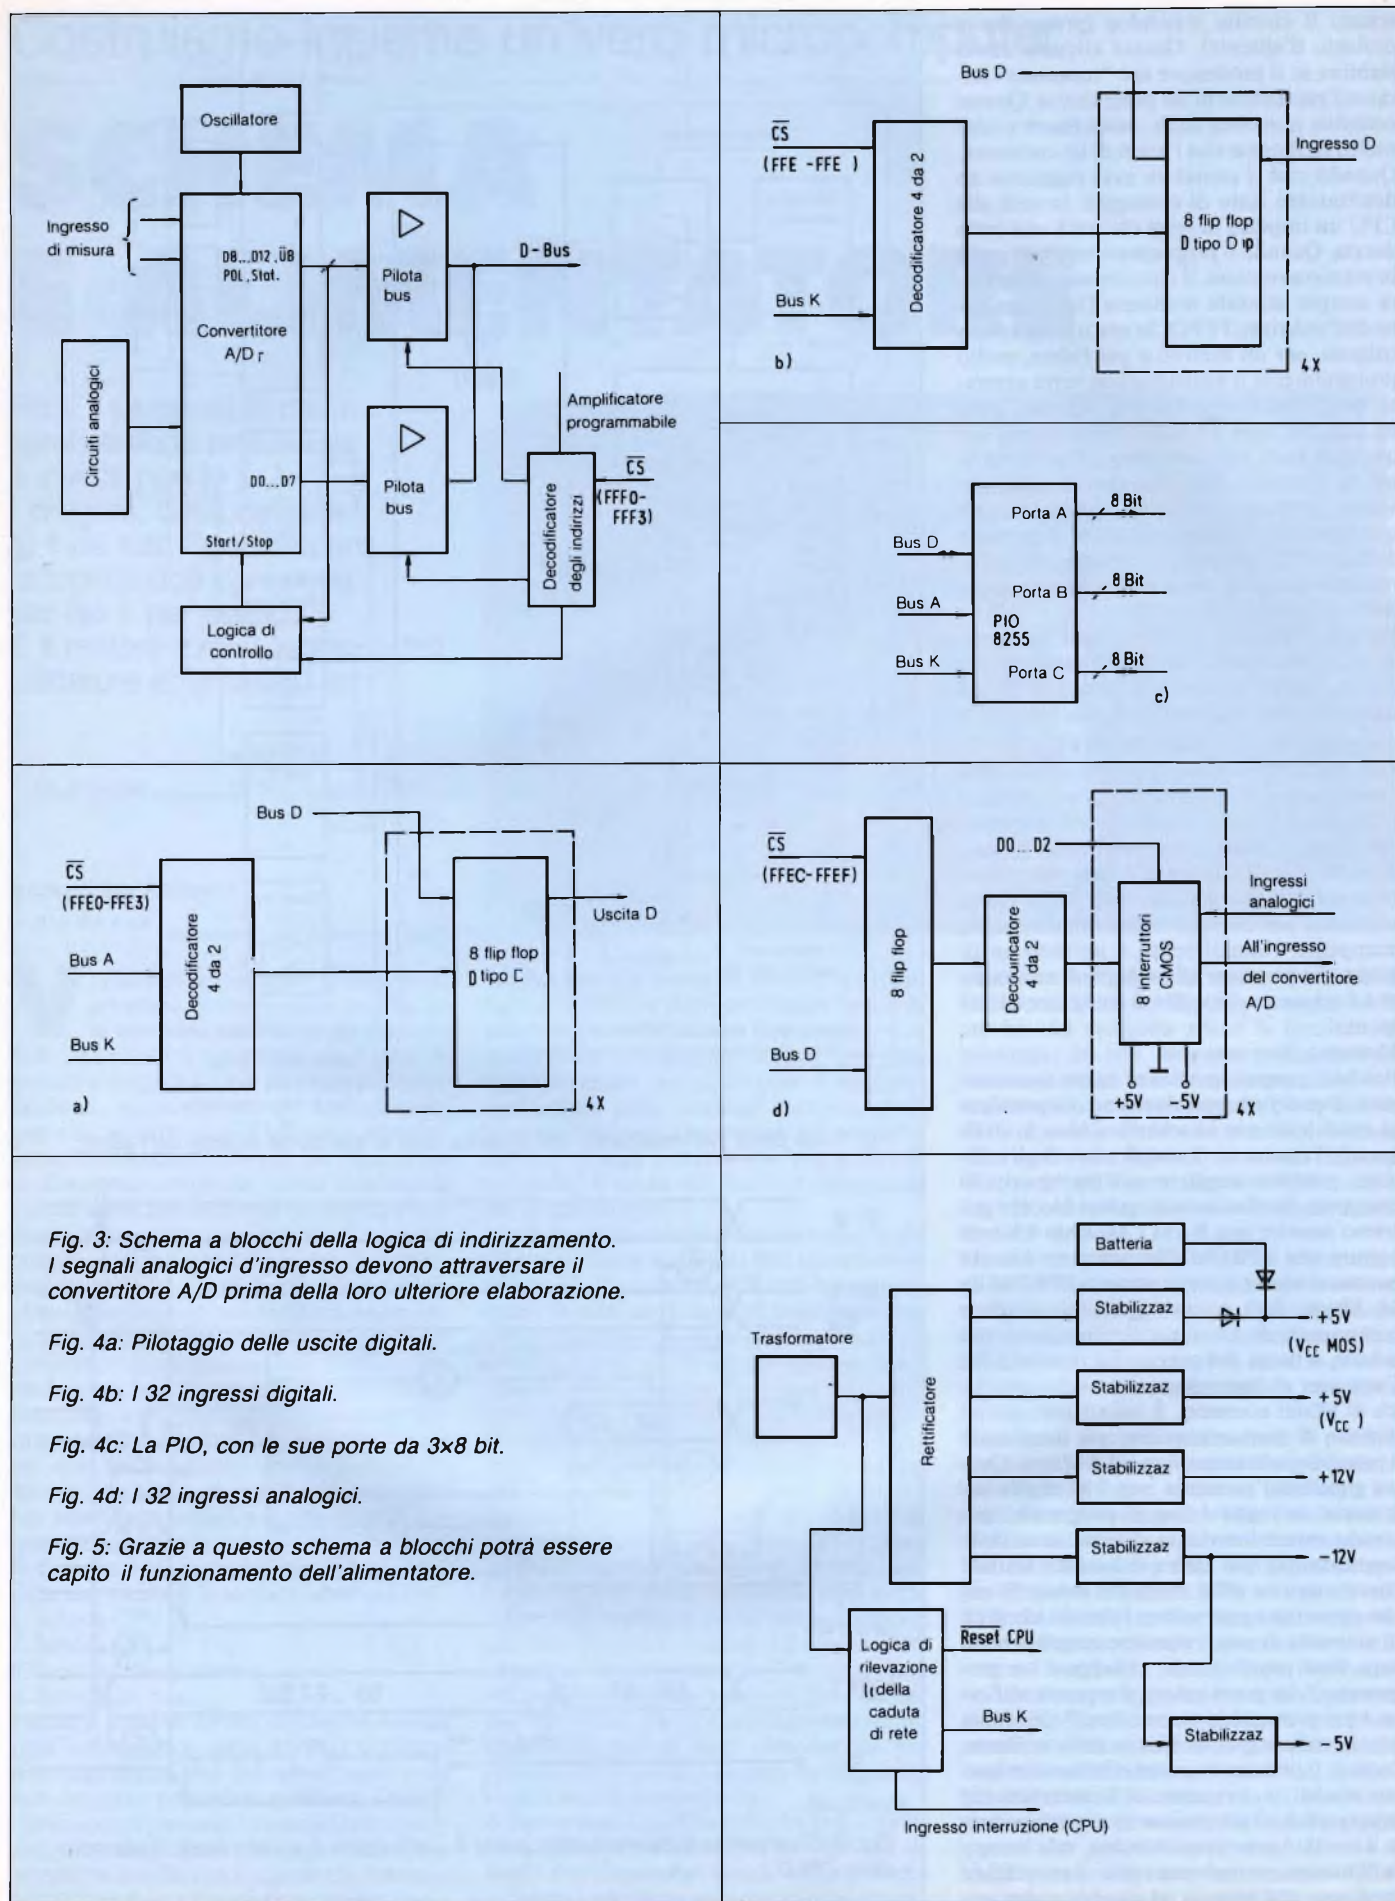 Oscillatore
Ingresso
di misura
D8...D12, ÜB
POL, Stat.
Convertitore
A/D
Circuiti analogici
D0...D7
Start/Stop
Logica di
controllo
Pilota
bus
D-Bus
Pilota
bus
Amplificatore
programmabile
Decodificatore
degli indirizzi
CS
(FFF0-
FFF3)
Bus D
CS
(FFE -FFE )
Decodificatore 4 da 2
Bus K
8 flip flop
D tipo D
Ingresso D
b)
4X
Bus D
Bus A
Bus K
Porta A
Porta B
PIO
8255
Porta C
8 Bit
8 Bit
8 Bit
c)
Bus D
CS
(FFE0-FFE3)
Bus A
Bus K
Decodificatore
4 da 2
8 flip flop
D tipo
Uscita D
a)
4X
CS
(FFEC-FFEF)
Bus D
8 flip flop
Decodificatore
4 da 2
D0...D2
8 interruttori
CMOS
Ingressi
analogici
All'ingresso
del convertitore
A/D
+5V
-5V
d)
4X
Fig. 3: Schema a blocchi della logica di indirizzamento.
I segnali analogici d'ingresso devono attraversare il
convertitore A/D prima della loro ulteriore elaborazione.
Fig. 4a: Pilotaggio delle uscite digitali.
Fig. 4b: I 32 ingressi digitali.
Fig. 4c: La PIO, con le sue porte da 3x8 bit.
Fig. 4d: I 32 ingressi analogici.
Fig. 5: Grazie a questo schema a blocchi potrà essere
capito il funzionamento dell'alimentatore.
Trasformatore
Rettificatore
Batteria
Stabilizzaz
+5V
(VCC MOS)
Stabilizzaz
+5V
(VCC )
Stabilizzaz
+12V
Stabilizzaz
-12V
Stabilizzaz
-5V
Logica di
rilevazione
della
caduta
di rete
Reset CPU
Bus K
Ingresso interruzione (CPU)